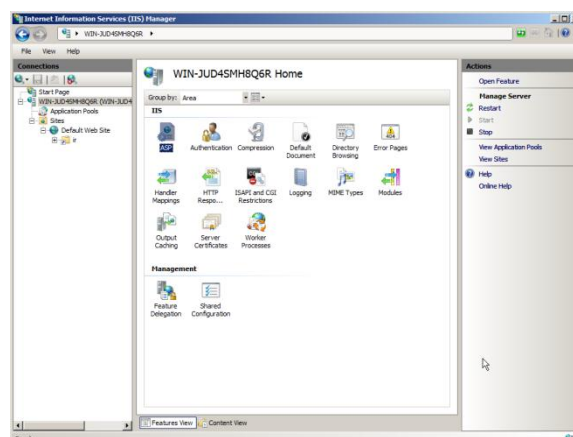 Internet Information Services (IIS) Manager
WIN-JUD4SMH8Q6R
File View Help
Connections
Start Page
WIN-JUD4SMH8Q6R (WIN-JUD4
Application Pools
Sites
Default Web Site
ir
WIN-JUD4SMH8Q6R Home
Group by: Area
IIS
ASP Authentication Compression Default Document Directory Browsing Error Pages
Handler Mappings HTTP Respo... ISAPI and CGI Restrictions Logging MIME Types Modules
Output Caching Server Certificates Worker Processes
Management
Feature Delegation Shared Configuration
Features View Content View
Actions
Open Feature
Manage Server
Restart
Start
Stop
View Application Pools
View Sites
Help
Online Help